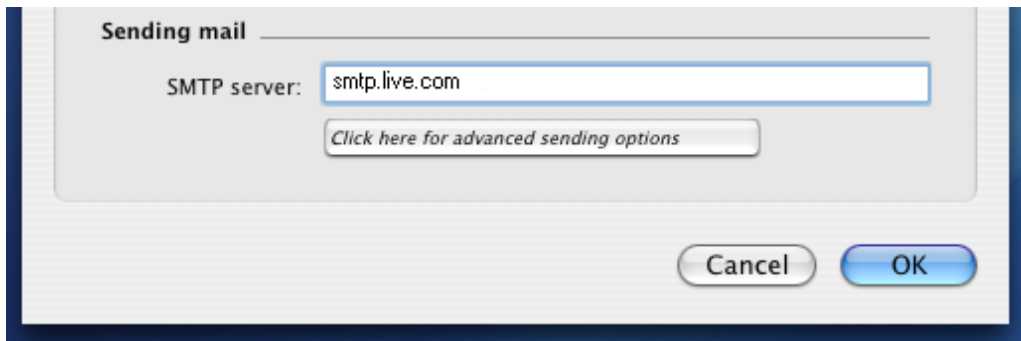 Sending mail
SMTP server: smtp.live.com
Click here for advanced sending options
Cancel OK